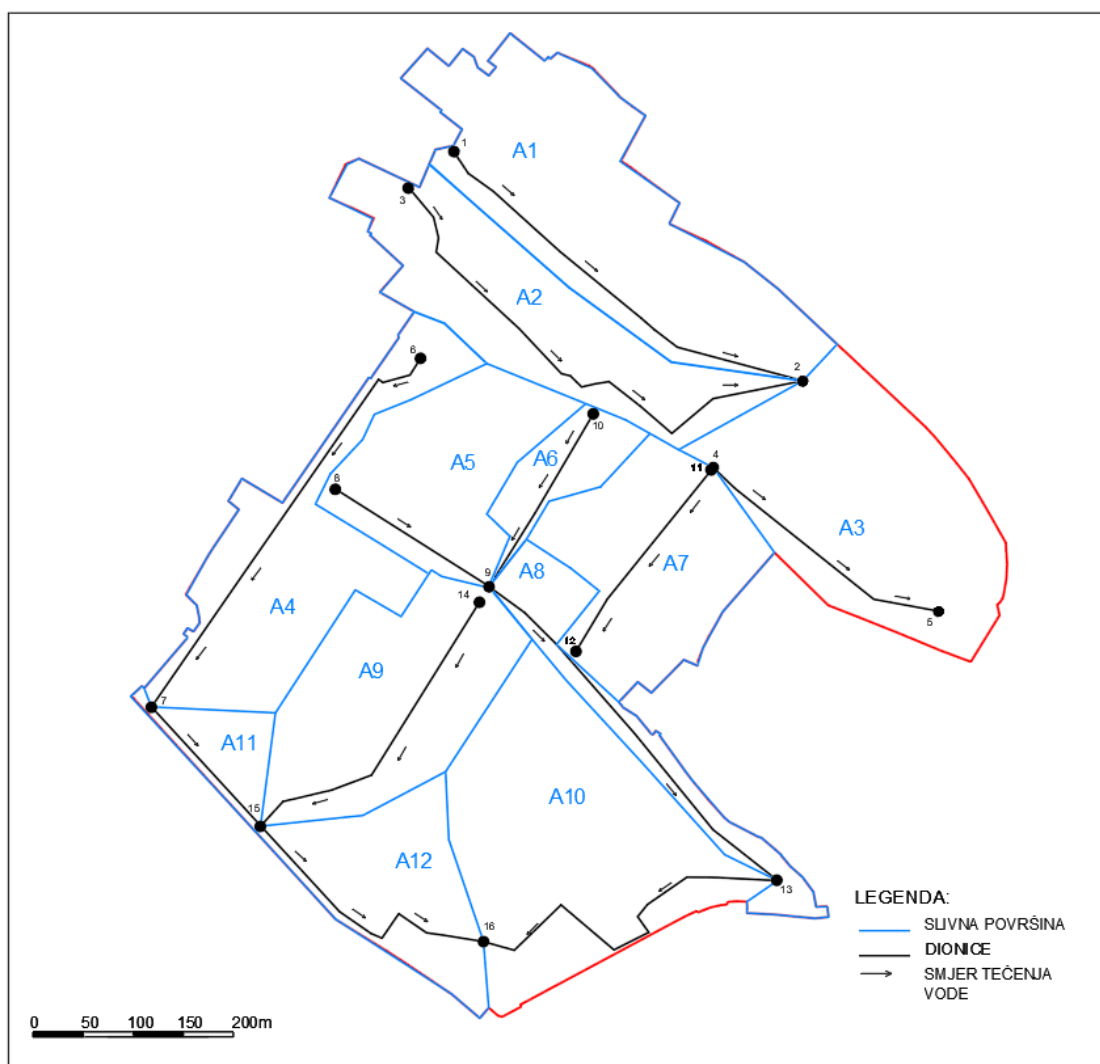 A1
1
3
A2
6
2
10
A6
A5
4
11
8
A3
A7
A8
9
14
5
A4
12
A9
7
A11
A10
15
A12
13
16
LEGENDA:
SLIVNA POVRŠINA
DIONICE
SMJER TEČENJA
VODE
0 50 100 150 200m